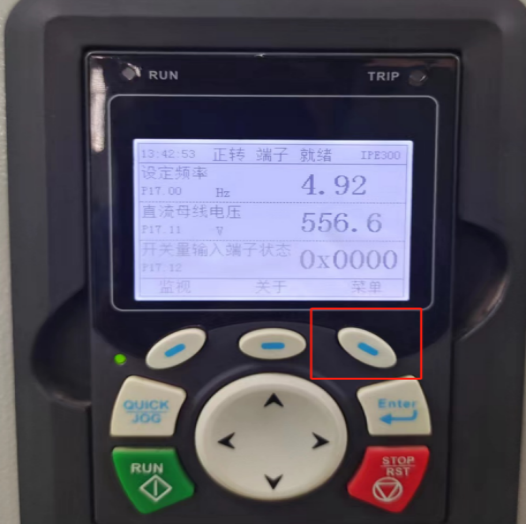 RUN TRIP
13:42:53 正转 端子 就绪 IPE300
设定频率
P17.00 Hz 4.92
直流母线电压
P17.11 V 556.6
开关量输入端子状态
P17.12 0x0000
监视 关于 菜单
QUICK
JOG
Enter
RUN
STOP
RST